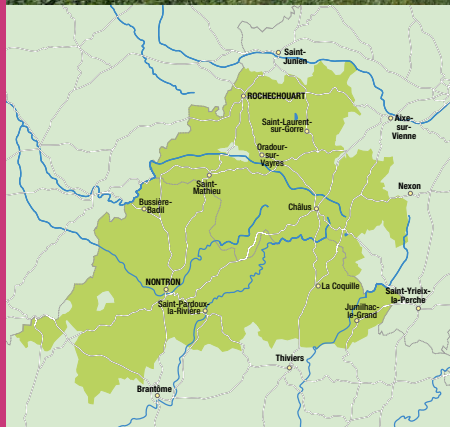 Saint-
Junien
ROCHECHOUART
Saint-Laurent-
sur-Gorre
Aixe-
sur-
Vienne
Oradour-
sur-
Vayres
Saint-
Mathieu
Nexon
Bussière-
Badil
Châlus
NONTRON
La Coquille
Saint-Yrieix-
la-Perche
Saint-Pardoux-
la-Rivière
Jumilhac-
le-Grand
Thiviers
Brantôme